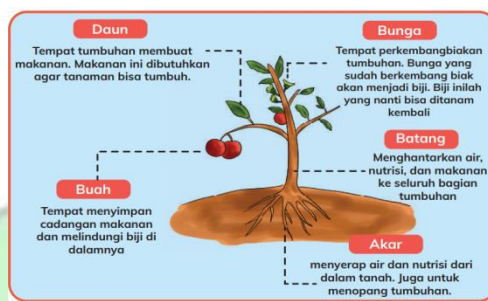 Daun
Tempat tumbuhan membuat
makanan. Makanan ini dibutuhkan
agar tanaman bisa tumbuh.
Bunga
Tempat perkembangbiakan
tumbuhan. Bunga yang
sudah berkembang biak
akan menjadi biji. Biji inilah
yang nanti bisa ditanam
kembali
Batang
Menghantarkan air,
nutrisi, dan makanan
ke seluruh bagian
tumbuhan
Buah
Tempat menyimpan
cadangan makanan
dan melindungi biji di
dalamnya
Akar
menyerap air dan nutrisi dari
dalam tanah. Juga untuk
menopang tumbuhan.